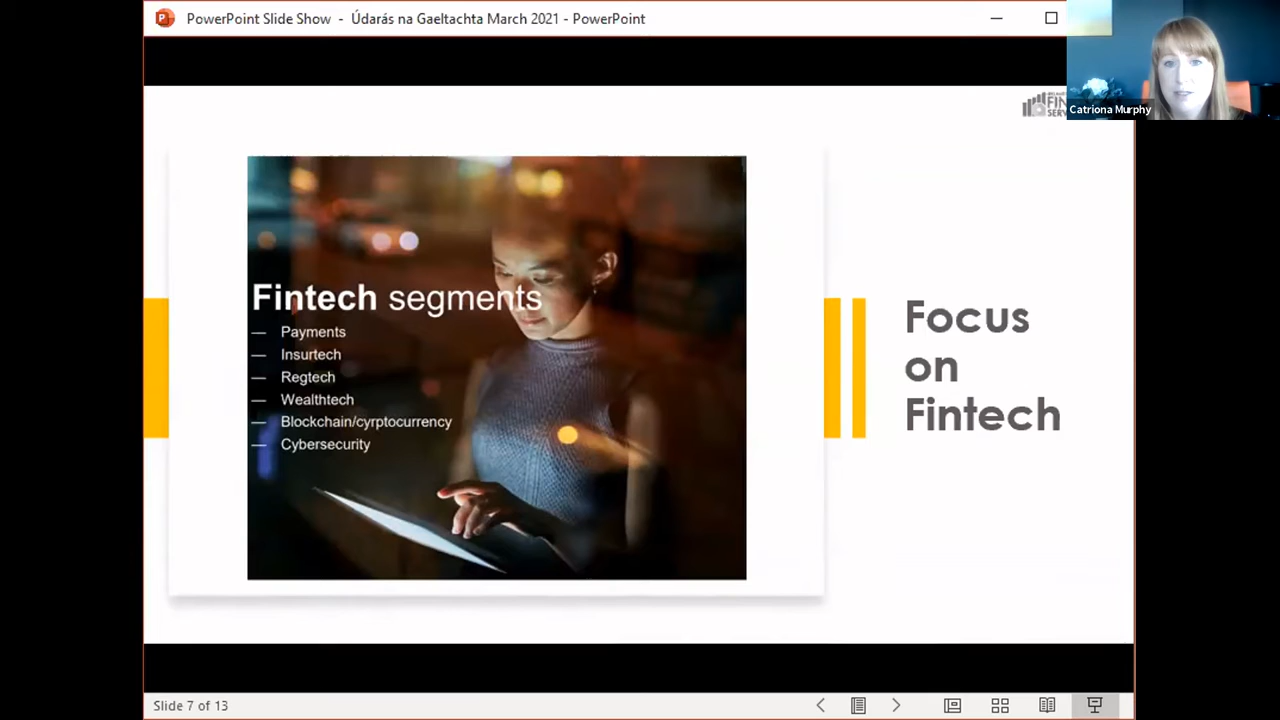 PowerPoint Slide Show - Údarás na Gaeltachta March 2021 - PowerPoint
Catriona Murphy
Fintech segments
— Payments
— Insurtech
— Regtech
— Wealthtech
— Blockchain/cyrptocurrency
— Cybersecurity
Focus
on
Fintech
Slide 7 of 13